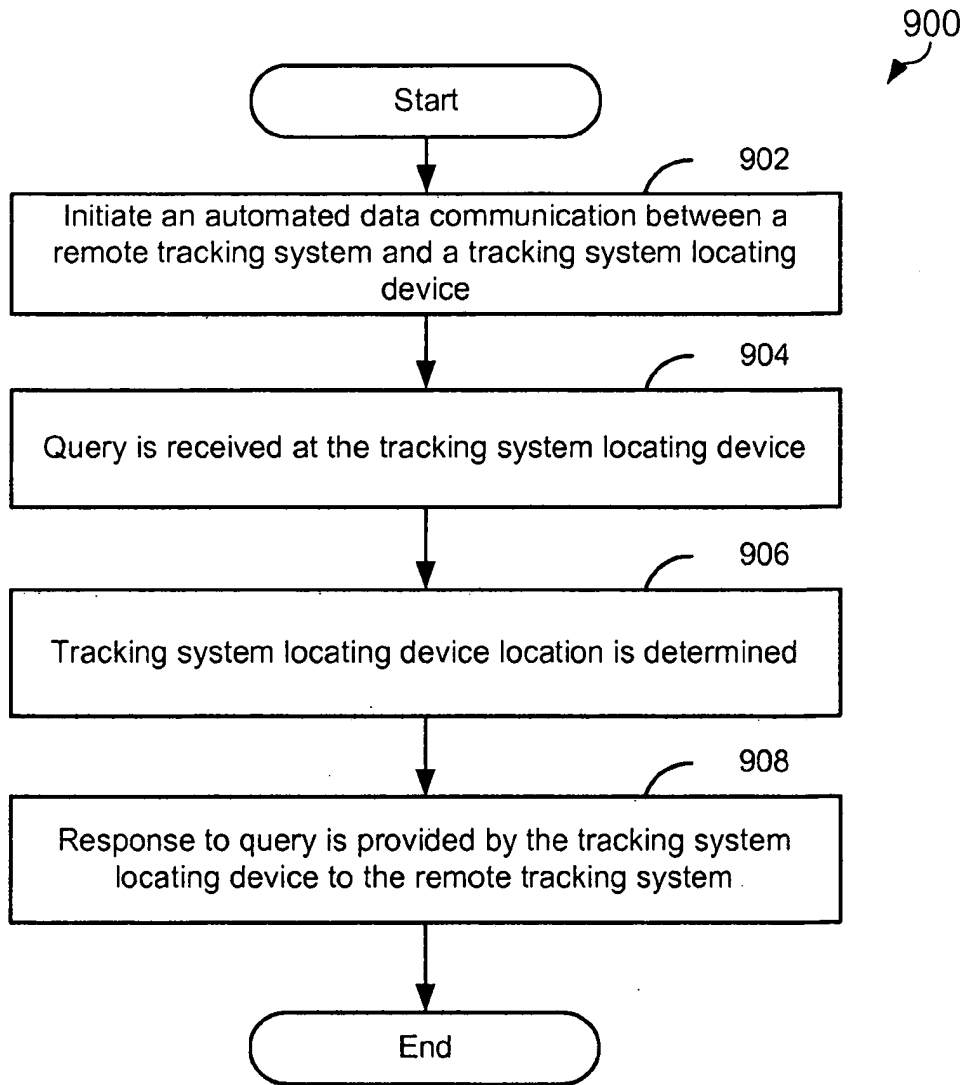 900
Start
902
Initiate an automated data communication between a
remote tracking system and a tracking system locating
device
904
Query is received at the tracking system locating device
906
Tracking system locating device location is determined
908
Response to query is provided by the tracking system
locating device to the remote tracking system
End